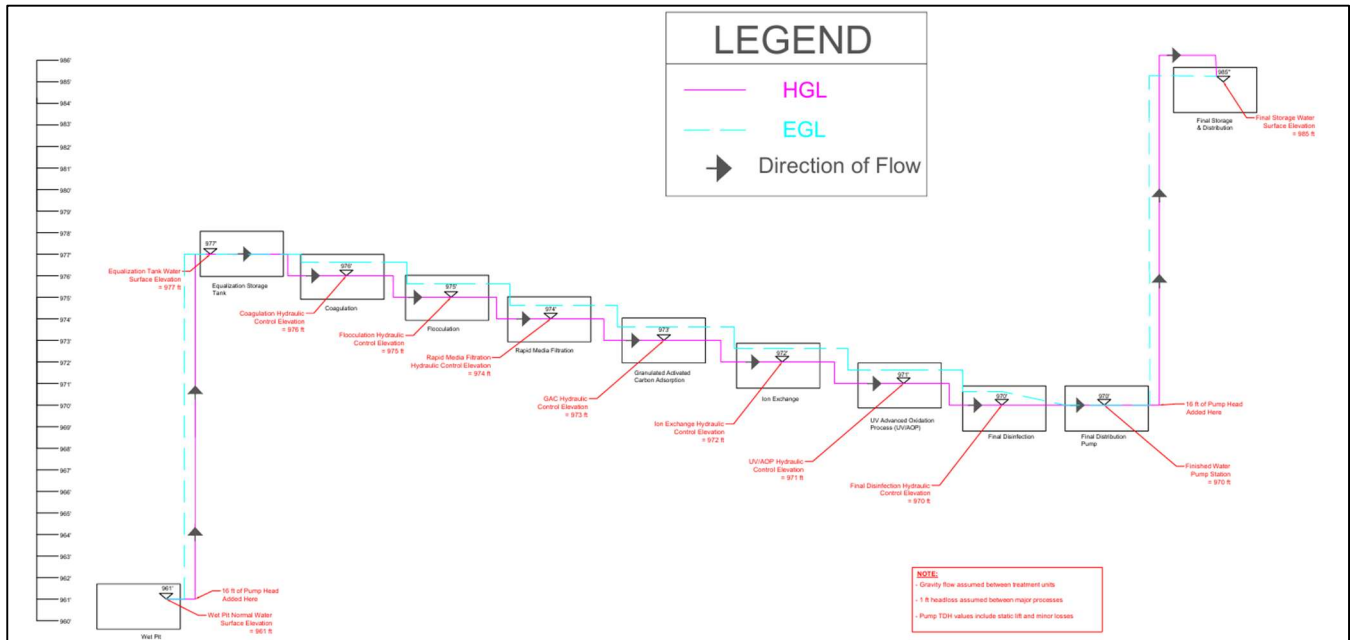 LEGEND
HGL
EGL
Direction of Flow
986'
985'
984'
983'
982'
981'
980'
979'
978'
977'
976'
975'
974'
973'
972'
971'
970'
969'
968'
967'
966'
965'
964'
963'
962'
961'
960'
961'
Wet Pit
Wet Pit Normal Water
Surface Elevation
= 961 ft
16 ft of Pump Head
Added Here
977'
Equalization Tank Water
Surface Elevation
= 977 ft
Equalization Storage
Tank
976'
Coagulation
Coagulation Hydraulic
Control Elevation
= 976 ft
975'
Flocculation
Flocculation Hydraulic
Control Elevation
= 975 ft
974'
Rapid Media Filtration
Rapid Media Filtration
Hydraulic Control Elevation
= 974 ft
973'
Granulated Activated
Carbon Adsorption
GAC Hydraulic
Control Elevation
= 973 ft
972'
Ion Exchange
Ion Exchange Hydraulic
Control Elevation
= 972 ft
971'
UV Advanced Oxidation
Process (UV/AOP)
UV/AOP Hydraulic
Control Elevation
= 971 ft
970'
Final Disinfection
Final Disinfection Hydraulic
Control Elevation
= 970 ft
970'
Final Distribution
Pump
Finished Water
Pump Station
= 970 ft
16 ft of Pump Head
Added Here
985"
Final Storage
& Distribution
Final Storage Water
Surface Elevation
= 985 ft
NOTE:
- Gravity flow assumed between treatment units
- 1 ft headloss assumed between major processes
- Pump TDH values include static lift and minor losses